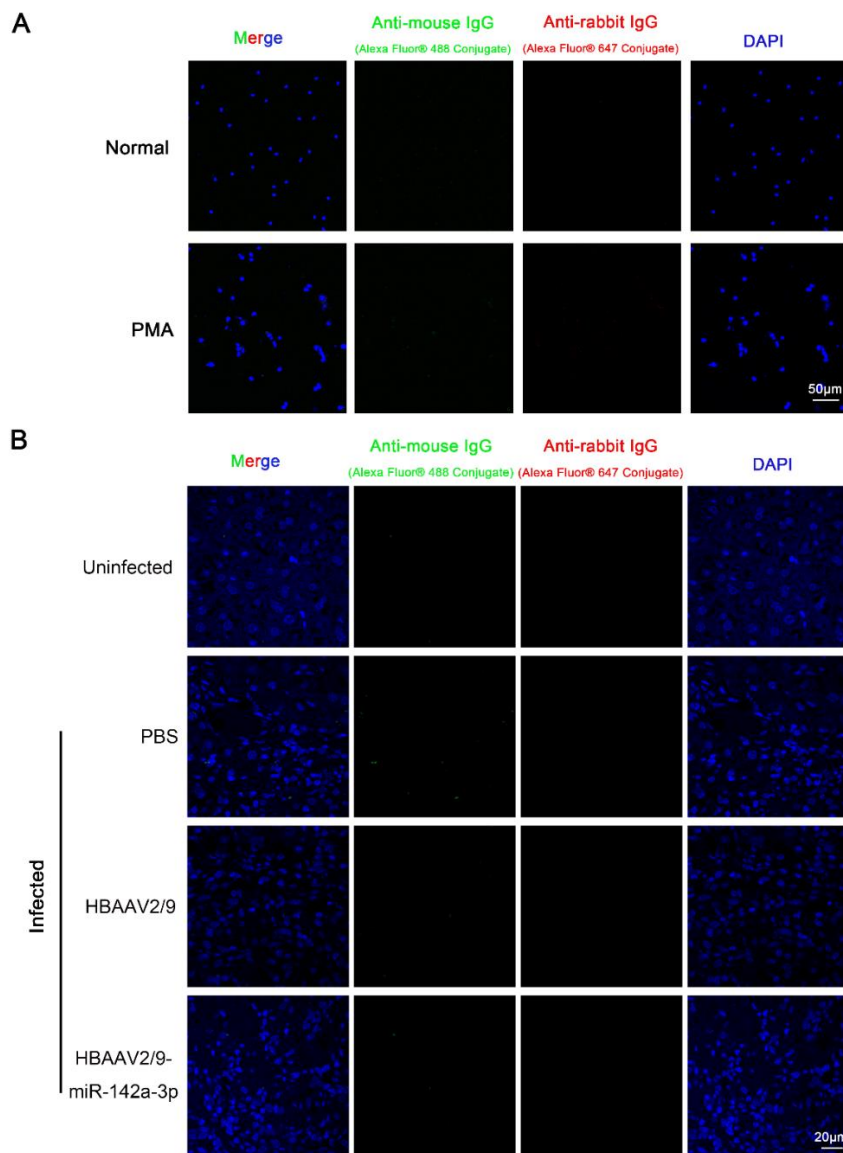 A
Merge
Anti-mouse IgG
(Alexa Fluor® 488 Conjugate)
Anti-rabbit IgG
(Alexa Fluor® 647 Conjugate)
DAPI
Normal
PMA
50μm
B
Merge
Anti-mouse IgG
(Alexa Fluor® 488 Conjugate)
Anti-rabbit IgG
(Alexa Fluor® 647 Conjugate)
DAPI
Uninfected
Infected
PBS
HBAAV2/9
HBAAV2/9-
miR-142a-3p
20μm